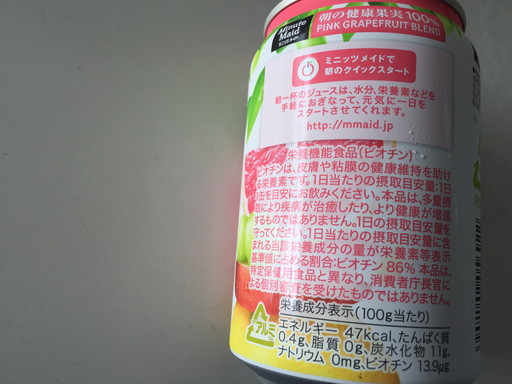 朝の健康果実100%
Minute Maid
PINK GRAPEFRUIT BLEND
ミニッツメイドで
朝のクイックスタート
朝一杯のジュースは、水分、栄養素などを
手軽におぎなって、元気に一日を
スタートさせてくれます。
http://mmaid.jp
栄養機能食品(ビオチン)
ビオチンは、皮膚や粘膜の健康維持を助け
る栄養素です。1日当たりの摂取目安量:1日
1缶を目安にお飲みください。本品は、多量摂
取により疾病が治癒したり、より健康が増進
するものではありません。1日の摂取目安量を
守ってください。1日当たりの摂取目安量に含
まれる当該栄養成分の量が栄養素等表示
基準値に占める割合:ビオチン 86% 本品は、
特定保健用食品と異なり、消費者庁長官に
よる個別審査を受けたものではありません。
栄養成分表示(100g当たり)
エネルギー 47kcal、たんぱく質
0.4g、脂質 0g、炭水化物 11g、
ナトリウム 0mg、ビオチン 13.9μg
アルミ